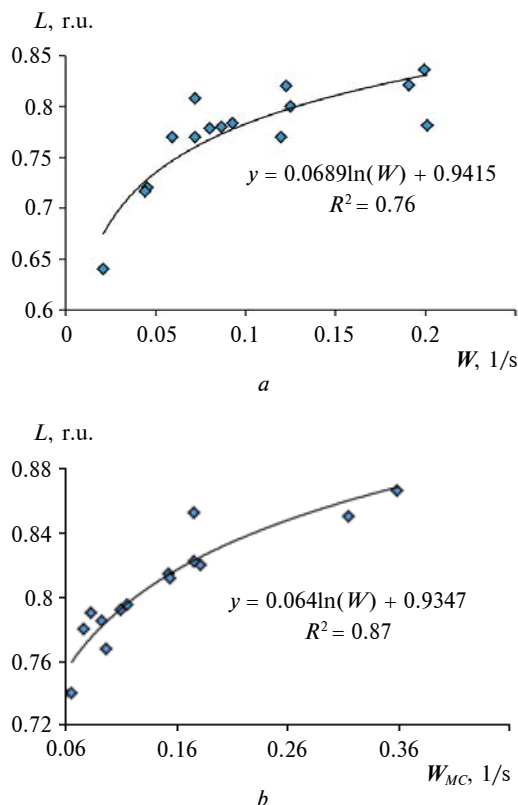 L, r.u.
0.85
0.8
0.75
0.7
0.65
0.6
y = 0.0689ln(W) + 0.9415
R² = 0.76
0 0.05 0.1 0.15 0.2
W, 1/s
a
L, r.u.
0.88
0.84
0.8
0.76
0.72
y = 0.064ln(W) + 0.9347
R² = 0.87
0.06 0.16 0.26 0.36
W_MC, 1/s
b